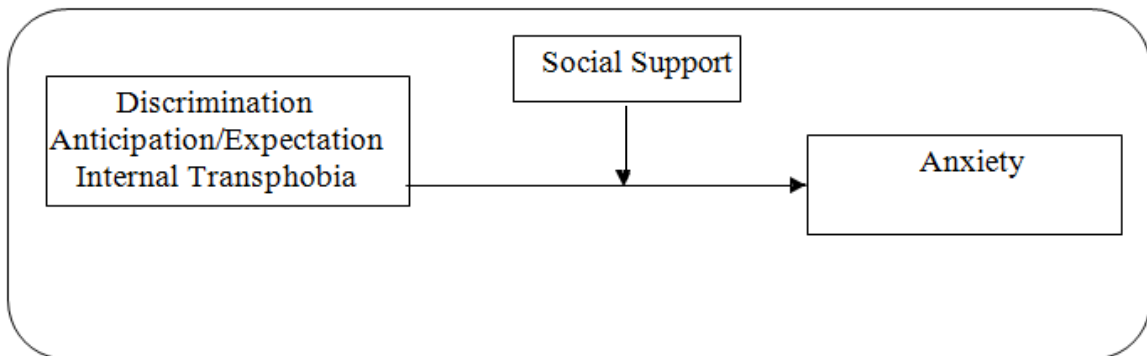 Social Support
Discrimination
Anticipation/Expectation
Internal Transphobia
Anxiety